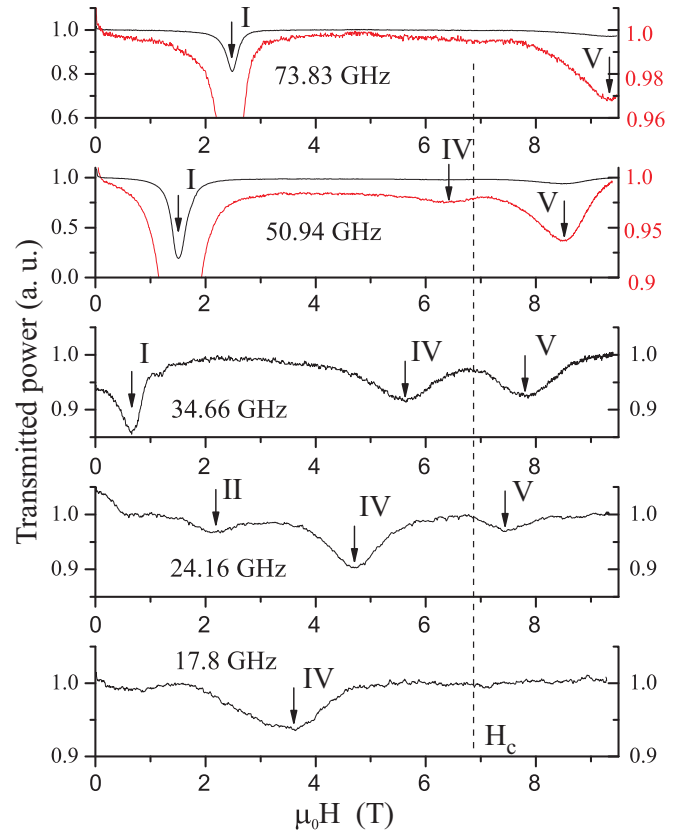 Transmitted power (a. u.)
1.0
0.8
0.6
I
V
73.83 GHz
1.00
0.98
0.96
0 2 4 6 8
1.0
0.5
0.0
I
IV
V
50.94 GHz
1.00
0.95
0.9
0 2 4 6 8
1.0
0.9
I
IV
V
34.66 GHz
1.0
0.9
0 2 4 6 8
1.0
0.9
II
IV
V
24.16 GHz
1.0
0.9
0 2 4 6 8
1.0
0.9
17.8 GHz
IV
Hc
1.0
0.9
0 2 4 6 8
μ0H (T)